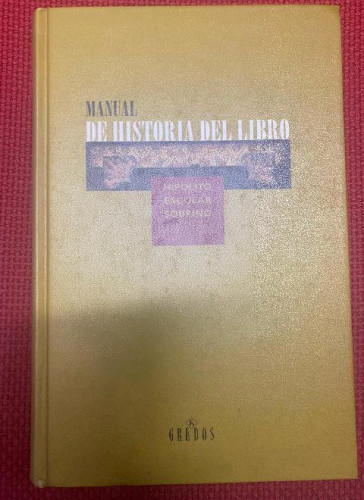 MANUAL
DE HISTORIA DEL LIBRO
HIPÓLITO
ESCOLAR
SOBRINO
GREDOS